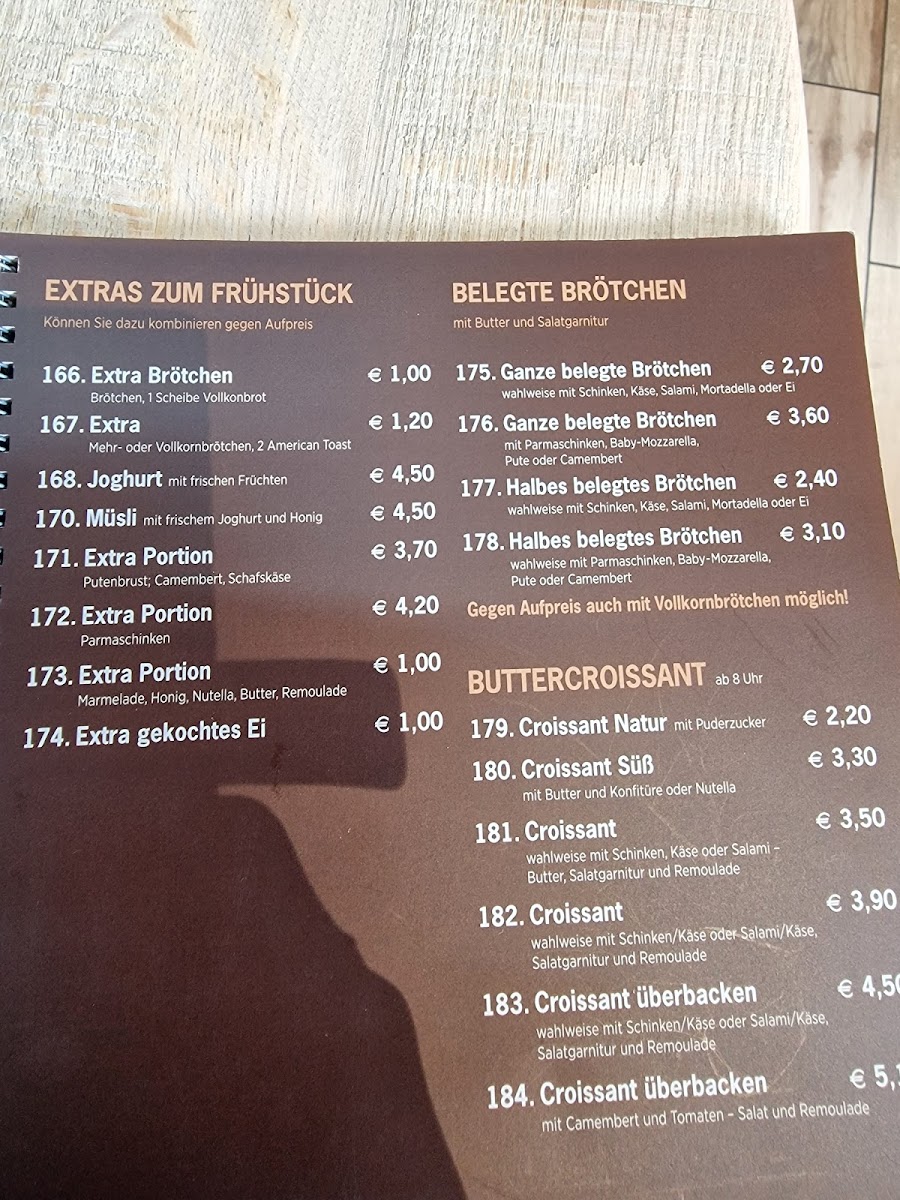 EXTRAS ZUM FRÜHSTÜCK
Können Sie dazu kombinieren gegen Aufpreis
166. Extra Brötchen € 1,00
Brötchen, 1 Scheibe Vollkonbrot
167. Extra € 1,20
Mehr- oder Vollkornbrötchen, 2 American Toast
168. Joghurt mit frischen Früchten € 4,50
170. Müsli mit frischem Joghurt und Honig € 4,50
171. Extra Portion € 3,70
Putenbrust; Camembert, Schafskäse
172. Extra Portion € 4,20
Parmaschinken
173. Extra Portion € 1,00
Marmelade, Honig, Nutella, Butter, Remoulade
174. Extra gekochtes Ei € 1,00
BELEGTE BRÖTCHEN
mit Butter und Salatgarnitur
175. Ganze belegte Brötchen € 2,70
wahlweise mit Schinken, Käse, Salami, Mortadella oder Ei
176. Ganze belegte Brötchen € 3,60
mit Parmaschinken, Baby-Mozzarella,
Pute oder Camembert
177. Halbes belegtes Brötchen € 2,40
wahlweise mit Schinken, Käse, Salami, Mortadella oder Ei
178. Halbes belegtes Brötchen € 3,10
wahlweise mit Parmaschinken, Baby-Mozzarella,
Pute oder Camembert
Gegen Aufpreis auch mit Vollkornbrötchen möglich!
BUTTERCROISSANT ab 8 Uhr
179. Croissant Natur mit Puderzucker € 2,20
180. Croissant Süß € 3,30
mit Butter und Konfitüre oder Nutella
181. Croissant € 3,50
wahlweise mit Schinken, Käse oder Salami –
Butter, Salatgarnitur und Remoulade
182. Croissant € 3,90
wahlweise mit Schinken/Käse oder Salami/Käse,
Salatgarnitur und Remoulade
183. Croissant überbacken € 4,50
wahlweise mit Schinken/Käse oder Salami/Käse,
Salatgarnitur und Remoulade
184. Croissant überbacken € 5,
mit Camembert und Tomaten – Salat und Remoulade